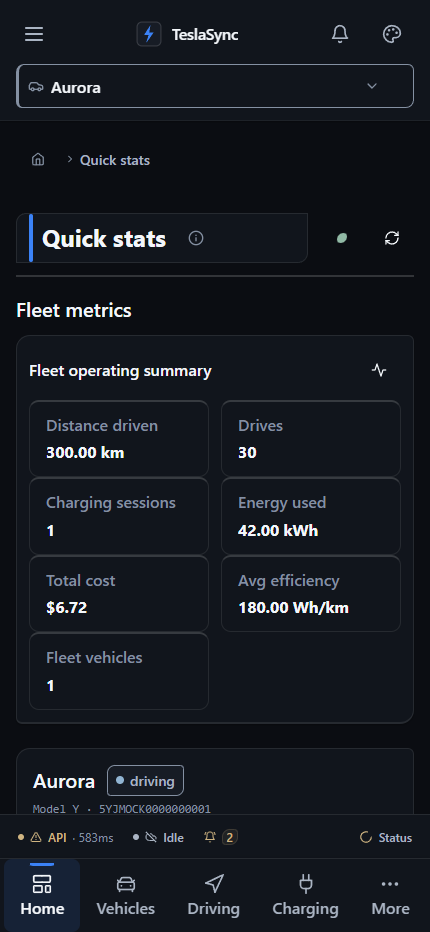 TeslaSync
Aurora
Quick stats
Quick stats
Fleet metrics
Fleet operating summary
Distance driven
300.00 km
Drives
30
Charging sessions
1
Energy used
42.00 kWh
Total cost
$6.72
Avg efficiency
180.00 Wh/km
Fleet vehicles
1
Aurora
driving
Model Y · 5YJMOCK0000000001
API · 583ms
Idle
2
Status
Home
Vehicles
Driving
Charging
More